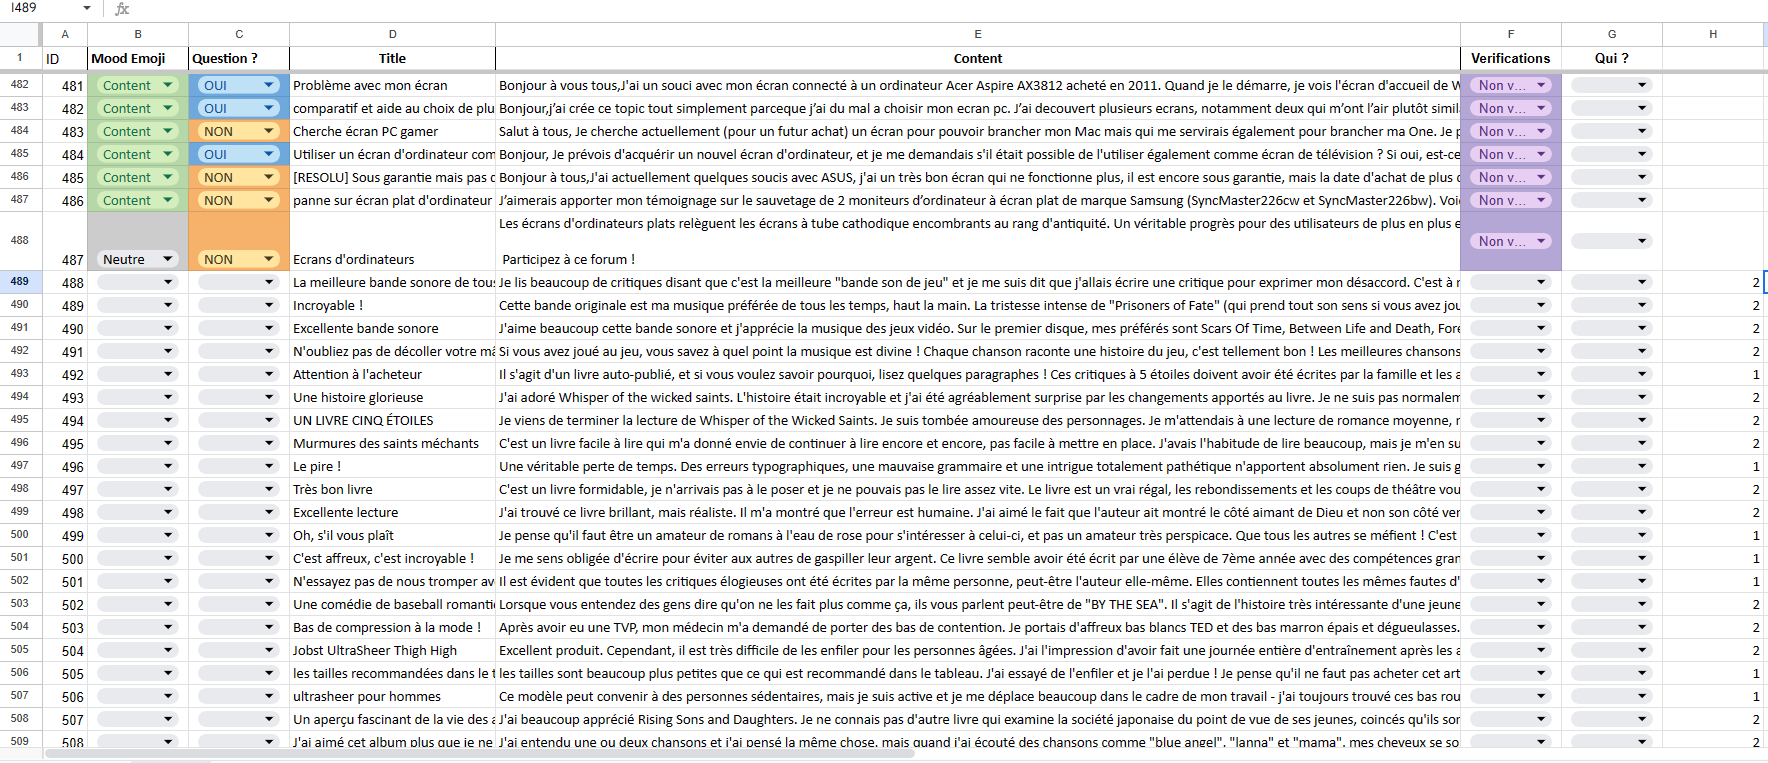 I489 fx
A B C D E F G H
1 ID Mood Emoji Question ? Title Content Verifications Qui ?
482 481 Content OUI Problème avec mon écran Bonjour à vous tous,J'ai un souci avec mon écran connecté à un ordinateur Acer Aspire AX3812 acheté en 2011. Quand je le démarre, je vois l'écran d'accueil de W Non v...
483 482 Content OUI comparatif et aide au choix de plu Bonjour,j'ai crée ce topic tout simplement parceque j'ai du mal a choisir mon ecran pc. J'ai decouvert plusieurs ecrans, notamment deux qui m'ont l'air plutôt simil Non v...
484 483 Content NON Cherche écran PC gamer Salut à tous, Je cherche actuellement (pour un futur achat) un écran pour pouvoir brancher mon Mac mais qui me servirais également pour brancher ma One. Je p Non v...
485 484 Content OUI Utiliser un écran d'ordinateur com Bonjour, Je prévois d'acquérir un nouvel écran d'ordinateur, et je me demandais s'il était possible de l'utiliser également comme écran de télévision ? Si oui, est-ce Non v...
486 485 Content NON [RESOLU] Sous garantie mais pas d Bonjour à tous,J'ai actuellement quelques soucis avec ASUS, j'ai un très bon écran qui ne fonctionne plus, il est encore sous garantie, mais la date d'achat de plus d Non v...
487 486 Content NON panne sur écran plat d'ordinateur J'aimerais apporter mon témoignage sur le sauvetage de 2 moniteurs d'ordinateur à écran plat de marque Samsung (SyncMaster226cw et SyncMaster226bw). Voi Non v...
Les écrans d'ordinateurs plats relèguent les écrans à tube cathodique encombrants au rang d'antiquité. Un véritable progrès pour des utilisateurs de plus en plus e
488 Non v...
487 Neutre NON Ecrans d'ordinateurs Participez à ce forum !
489 488 La meilleure bande sonore de tous Je lis beaucoup de critiques disant que c'est la meilleure "bande son de jeu" et je me suis dit que j'allais écrire une critique pour exprimer mon désaccord. C'est à r 2
490 489 Incroyable ! Cette bande originale est ma musique préférée de tous les temps, haut la main. La tristesse intense de "Prisoners of Fate" (qui prend tout son sens si vous avez jou 2
491 490 Excellente bande sonore J'aime beaucoup cette bande sonore et j'apprécie la musique des jeux vidéo. Sur le premier disque, mes préférés sont Scars Of Time, Between Life and Death, Fore 2
492 491 N'oubliez pas de décoller votre mâ Si vous avez joué au jeu, vous savez à quel point la musique est divine ! Chaque chanson raconte une histoire du jeu, c'est tellement bon ! Les meilleures chansons 2
493 492 Attention à l'acheteur Il s'agit d'un livre auto-publié, et si vous voulez savoir pourquoi, lisez quelques paragraphes ! Ces critiques à 5 étoiles doivent avoir été écrites par la famille et les a 1
494 493 Une histoire glorieuse J'ai adoré Whisper of the wicked saints. L'histoire était incroyable et j'ai été agréablement surprise par les changements apportés au livre. Je ne suis pas normalem 2
495 494 UN LIVRE CINQ ÉTOILES Je viens de terminer la lecture de Whisper of the Wicked Saints. Je suis tombée amoureuse des personnages. Je m'attendais à une lecture de romance moyenne, r 2
496 495 Murmures des saints méchants C'est un livre facile à lire qui m'a donné envie de continuer à lire encore et encore, pas facile à mettre en place. J'avais l'habitude de lire beaucoup, mais je m'en su 2
497 496 Le pire ! Une véritable perte de temps. Des erreurs typographiques, une mauvaise grammaire et une intrigue totalement pathétique n'apportent absolument rien. Je suis g 1
498 497 Très bon livre C'est un livre formidable, je n'arrivais pas à le poser et je ne pouvais pas le lire assez vite. Le livre est un vrai régal, les rebondissements et les coups de théâtre vou 2
499 498 Excellente lecture J'ai trouvé ce livre brillant, mais réaliste. Il m'a montré que l'erreur est humaine. J'ai aimé le fait que l'auteur ait montré le côté aimant de Dieu et non son côté ver 2
500 499 Oh, s'il vous plaît Je pense qu'il faut être un amateur de romans à l'eau de rose pour s'intéresser à celui-ci, et pas un amateur très perspicace. Que tous les autres se méfient ! C'est 1
501 500 C'est affreux, c'est incroyable ! Je me sens obligée d'écrire pour éviter aux autres de gaspiller leur argent. Ce livre semble avoir été écrit par une élève de 7ème année avec des compétences gran 1
502 501 N'essayez pas de nous tromper av Il est évident que toutes les critiques élogieuses ont été écrites par la même personne, peut-être l'auteur elle-même. Elles contiennent toutes les mêmes fautes d' 1
503 502 Une comédie de baseball romanti Lorsque vous entendez des gens dire qu'on ne les fait plus comme ça, ils vous parlent peut-être de "BY THE SEA". Il s'agit de l'histoire très intéressante d'une jeune 2
504 503 Bas de compression à la mode ! Après avoir eu une TVP, mon médecin m'a demandé de porter des bas de contention. Je portais d'affreux bas blancs TED et des bas marron épais et dégueulasses. 2
505 504 Jobst UltraSheer Thigh High Excellent produit. Cependant, il est très difficile de les enfiler pour les personnes âgées. J'ai l'impression d'avoir fait une journée entière d'entraînement après les a 2
506 505 les tailles recommandées dans le t les tailles sont beaucoup plus petites que ce qui est recommandé dans le tableau. J'ai essayé de l'enfiler et je l'ai perdue ! Je pense qu'il ne faut pas acheter cet art 1
507 506 ultrasheer pour hommes Ce modèle peut convenir à des personnes sédentaires, mais je suis active et je me déplace beaucoup dans le cadre de mon travail - j'ai toujours trouvé ces bas rou 1
508 507 Un aperçu fascinant de la vie des a J'ai beaucoup apprécié Rising Sons and Daughters. Je ne connais pas d'autre livre qui examine la société japonaise du point de vue de ses jeunes, coincés qu'ils sor 2
509 508 J'ai aimé cet album plus que je ne J'ai entendu une ou deux chansons et j'ai pensé la même chose, mais quand j'ai écouté des chansons comme "blue angel", "lanna" et "mama", mes cheveux se so 2